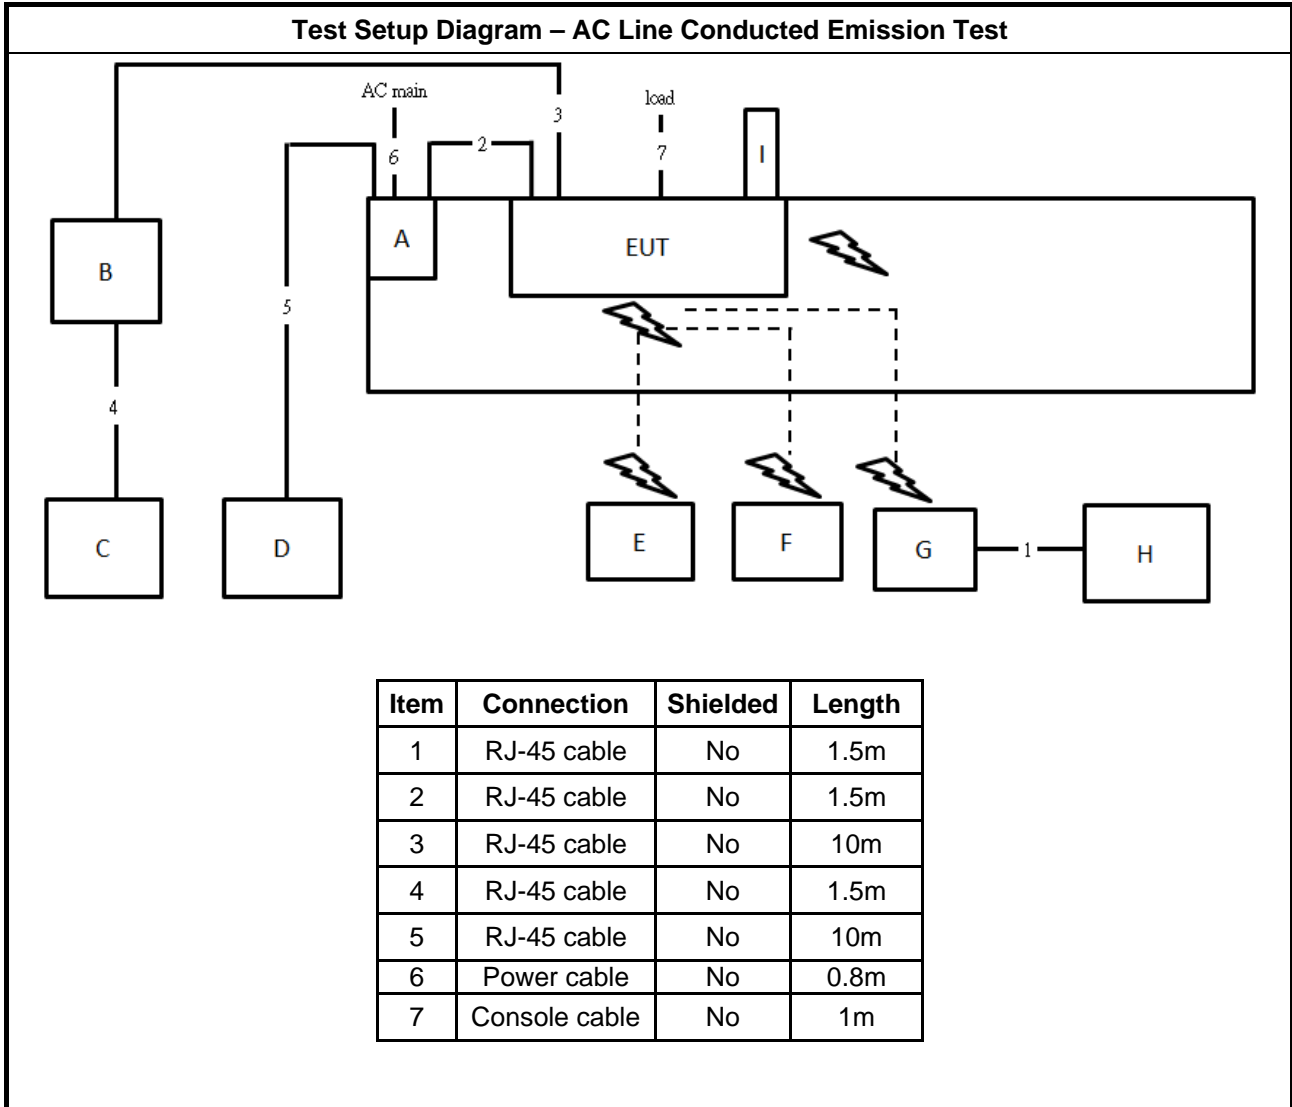 Test Setup Diagram – AC Line Conducted Emission Test
AC main
load
3
2
6
7
I
A
EUT
B
5
4
C
D
E
F
G
1
H
Item Connection Shielded Length
1 RJ-45 cable No 1.5m
2 RJ-45 cable No 1.5m
3 RJ-45 cable No 10m
4 RJ-45 cable No 1.5m
5 RJ-45 cable No 10m
6 Power cable No 0.8m
7 Console cable No 1m